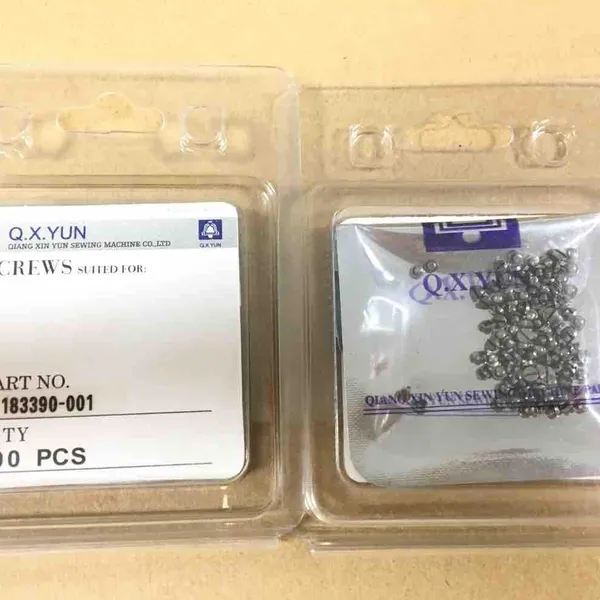 Q.X.YUN
QIANG XIN YUN SEWING MACHINE CO.,LTD
Q.X.YUN
CREWS SUITED FOR:
ART NO.
183390-001
TY
00 PCS
Q.X.Y
QIANG XIN YUN SEWING